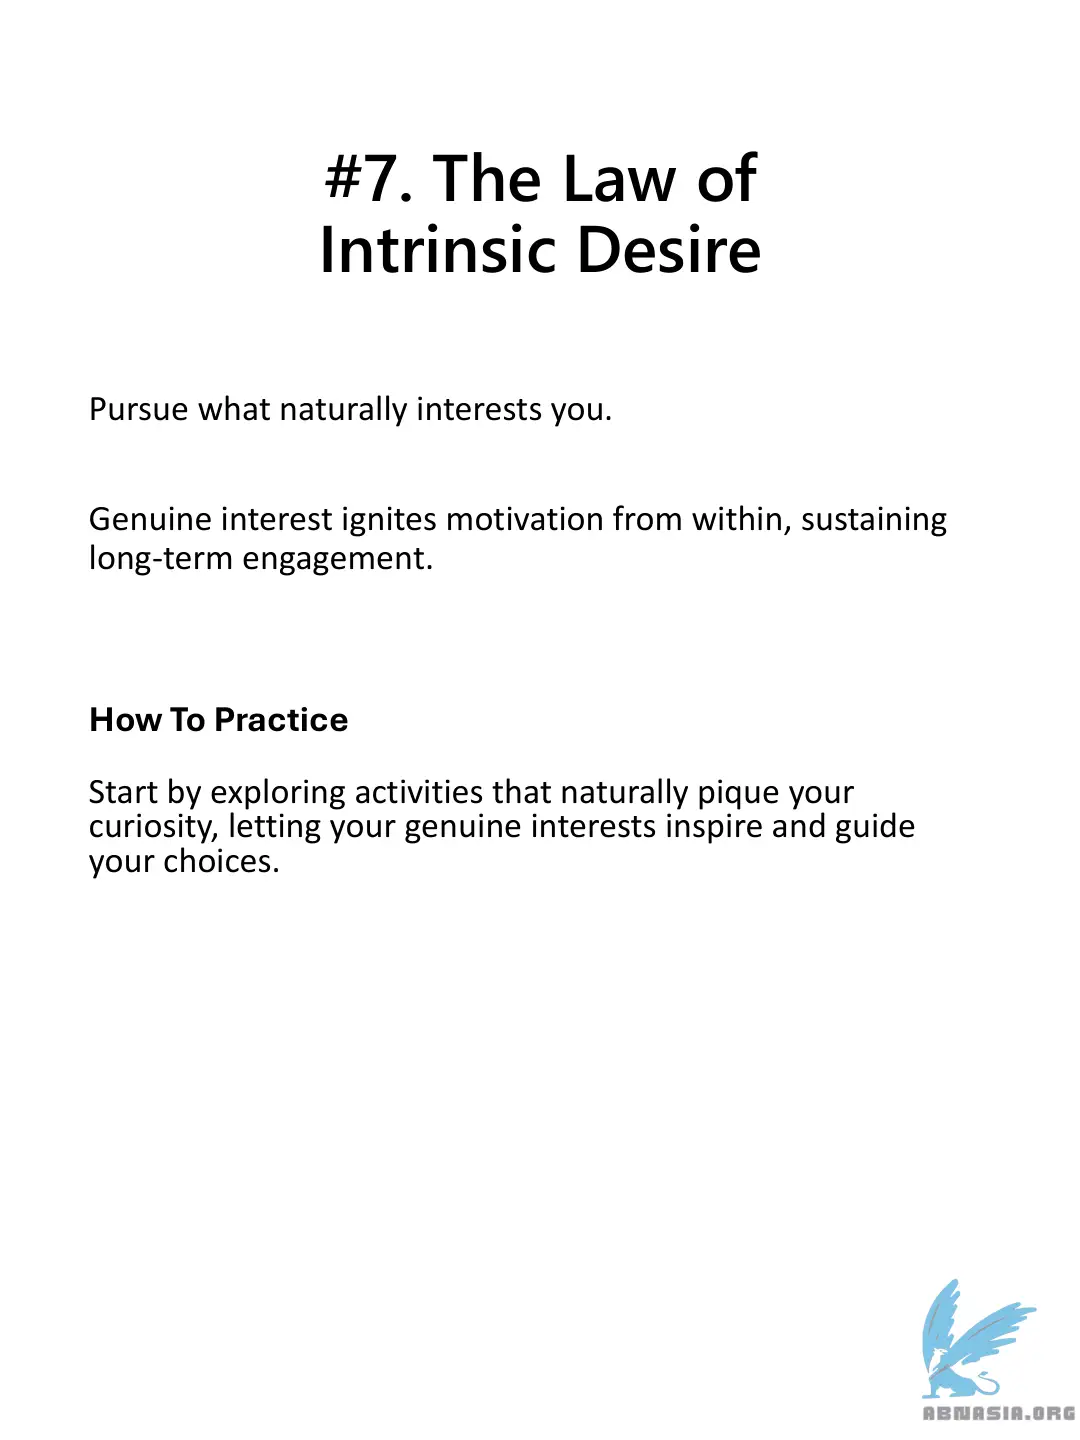 #7. The Law of
Intrinsic Desire
Pursue what naturally interests you.
Genuine interest ignites motivation from within, sustaining
long-term engagement.
How To Practice
Start by exploring activities that naturally pique your
curiosity, letting your genuine interests inspire and guide
your choices.
ABNASIA.ORG